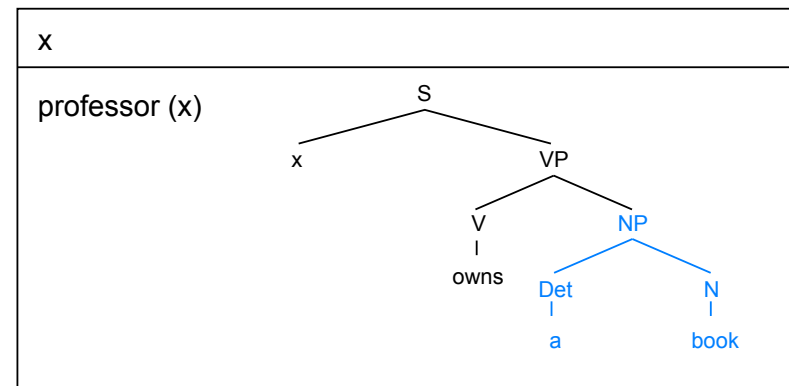 x
professor (x)
S
x VP
V NP
owns
Det N
a book